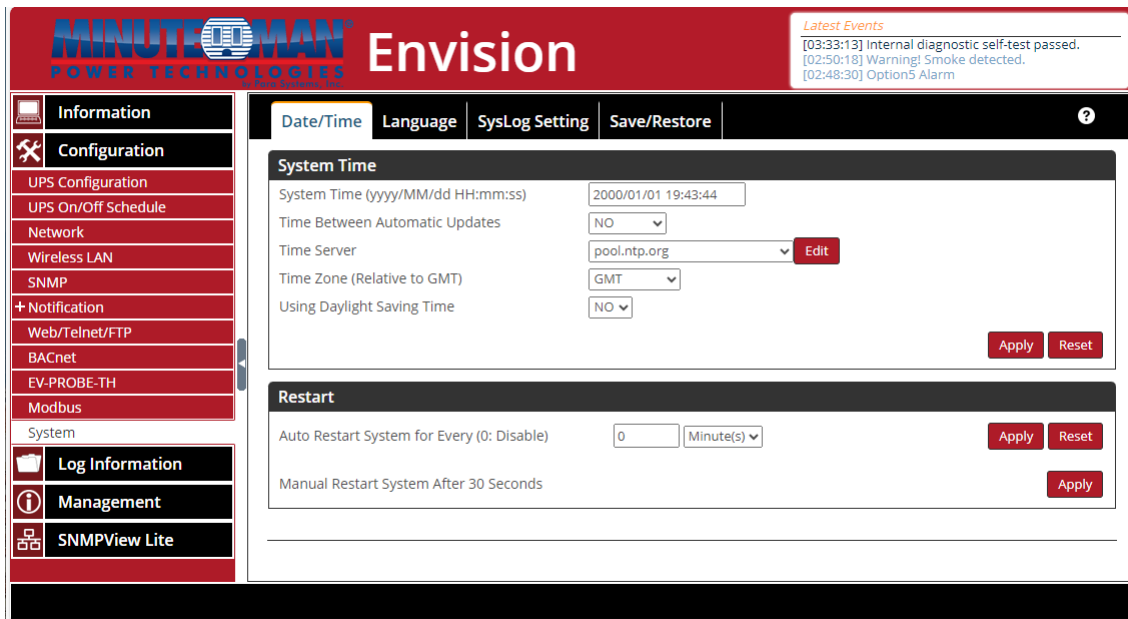 MINUTEMAN
POWER TECHNOLOGIES
by Para Systems, Inc.
Envision
Latest Events
[03:33:13] Internal diagnostic self-test passed.
[02:50:18] Warning! Smoke detected.
[02:48:30] Option5 Alarm
Information
Configuration
UPS Configuration
UPS On/Off Schedule
Network
Wireless LAN
SNMP
+ Notification
Web/Telnet/FTP
BACnet
EV-PROBE-TH
Modbus
System
Log Information
Management
SNMPView Lite
Date/Time Language SysLog Setting Save/Restore ?
System Time
System Time (yyyy/MM/dd HH:mm:ss) 2000/01/01 19:43:44
Time Between Automatic Updates NO
Time Server pool.ntp.org Edit
Time Zone (Relative to GMT) GMT
Using Daylight Saving Time NO
Apply Reset
Restart
Auto Restart System for Every (0: Disable) 0 Minute(s) Apply Reset
Manual Restart System After 30 Seconds Apply